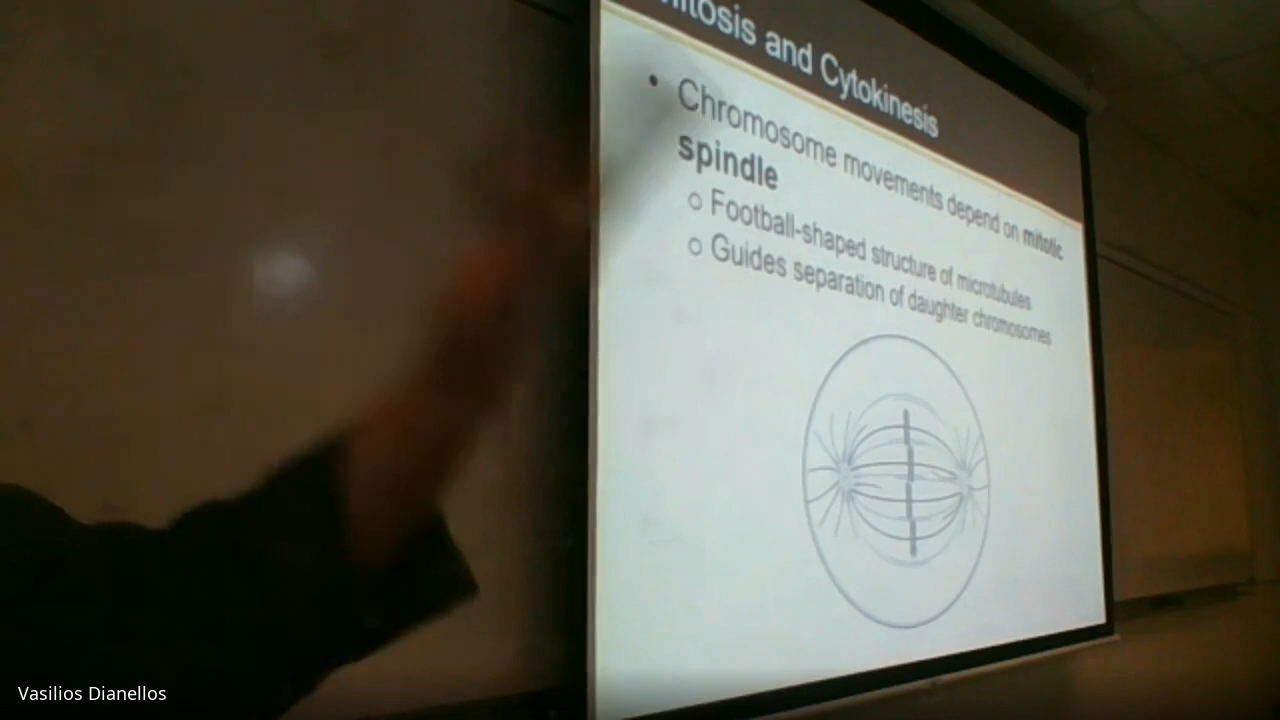 Mitosis and Cytokinesis
• Chromosome movements depend on mitotic
spindle
○ Football-shaped structure of microtubules
○ Guides separation of daughter chromosomes
Vasilios Dianellos